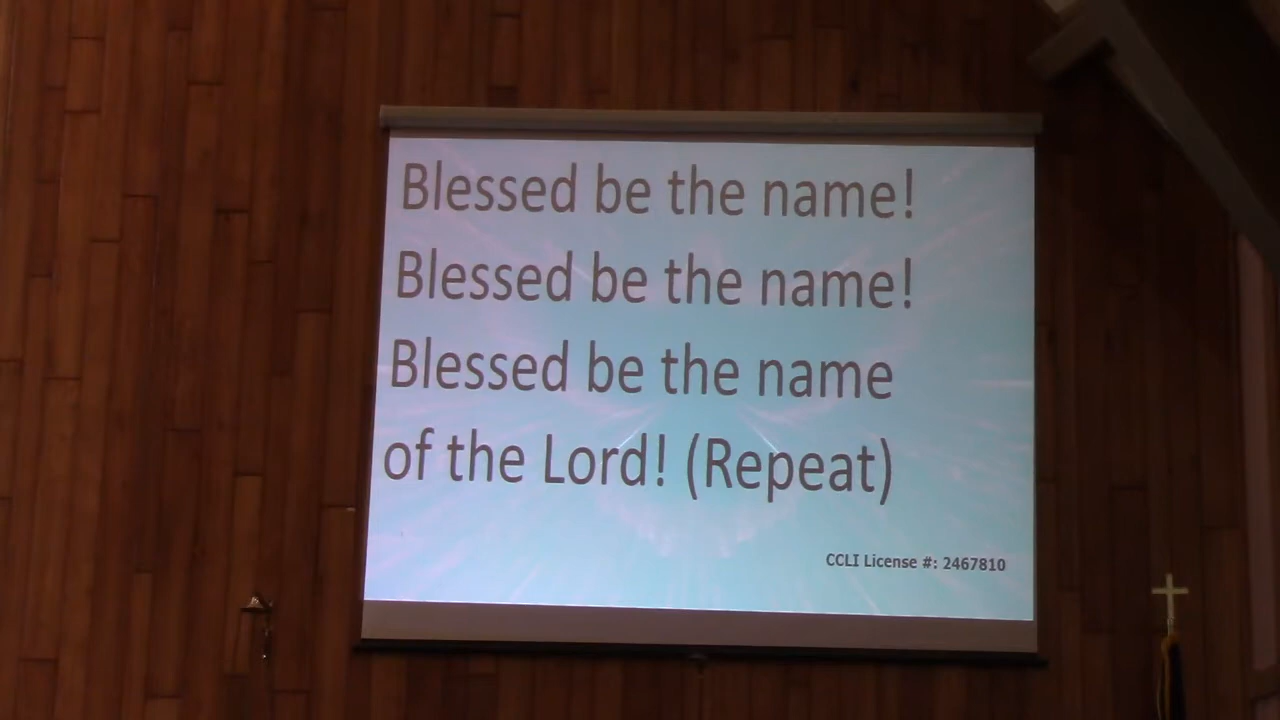 Blessed be the name!
Blessed be the name!
Blessed be the name
of the Lord! (Repeat)
CCLI License #: 2467810